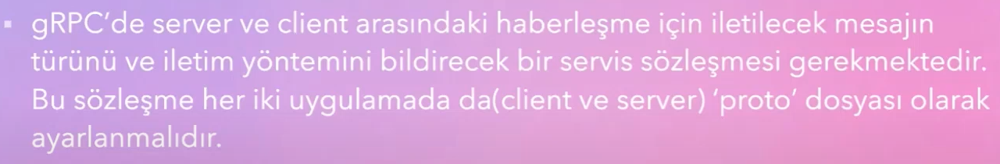 ▪ gRPC’de server ve client arasındaki haberleşme için iletilecek mesajın
türünü ve iletim yöntemini bildirecek bir servis sözleşmesi gerekmektedir.
Bu sözleşme her iki uygulamada da(client ve server) ‘proto’ dosyası olarak
ayarlanmalıdır.